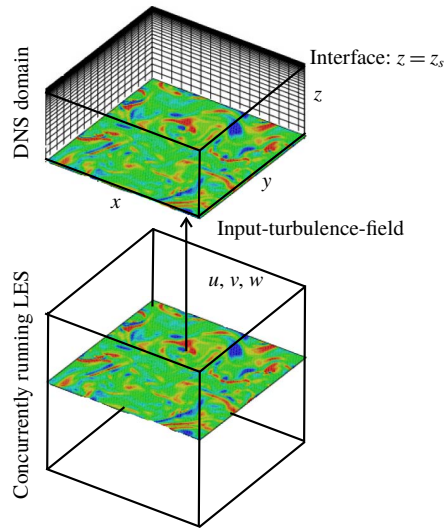 Interface: z = z_s
DNS domain
z
x
y
Input-turbulence-field
u, v, w
Concurrently running LES